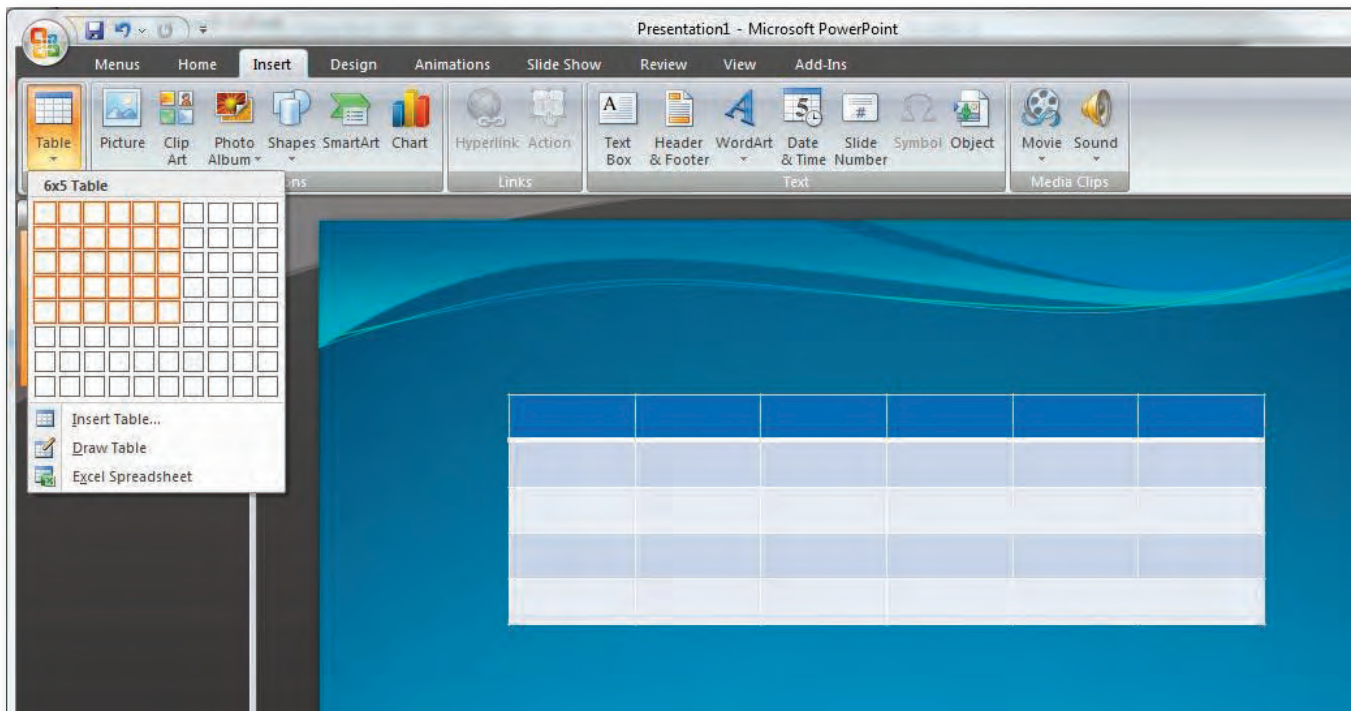 Presentation1 - Microsoft PowerPoint
Menus Home Insert Design Animations Slide Show Review View Add-Ins
Table Picture Clip Art Photo Album Shapes SmartArt Chart Hyperlink Action Text Box Header & Footer WordArt Date & Time Slide Number Symbol Object Movie Sound
ons Links Text Media Clips
6x5 Table
Insert Table...
Draw Table
Excel Spreadsheet